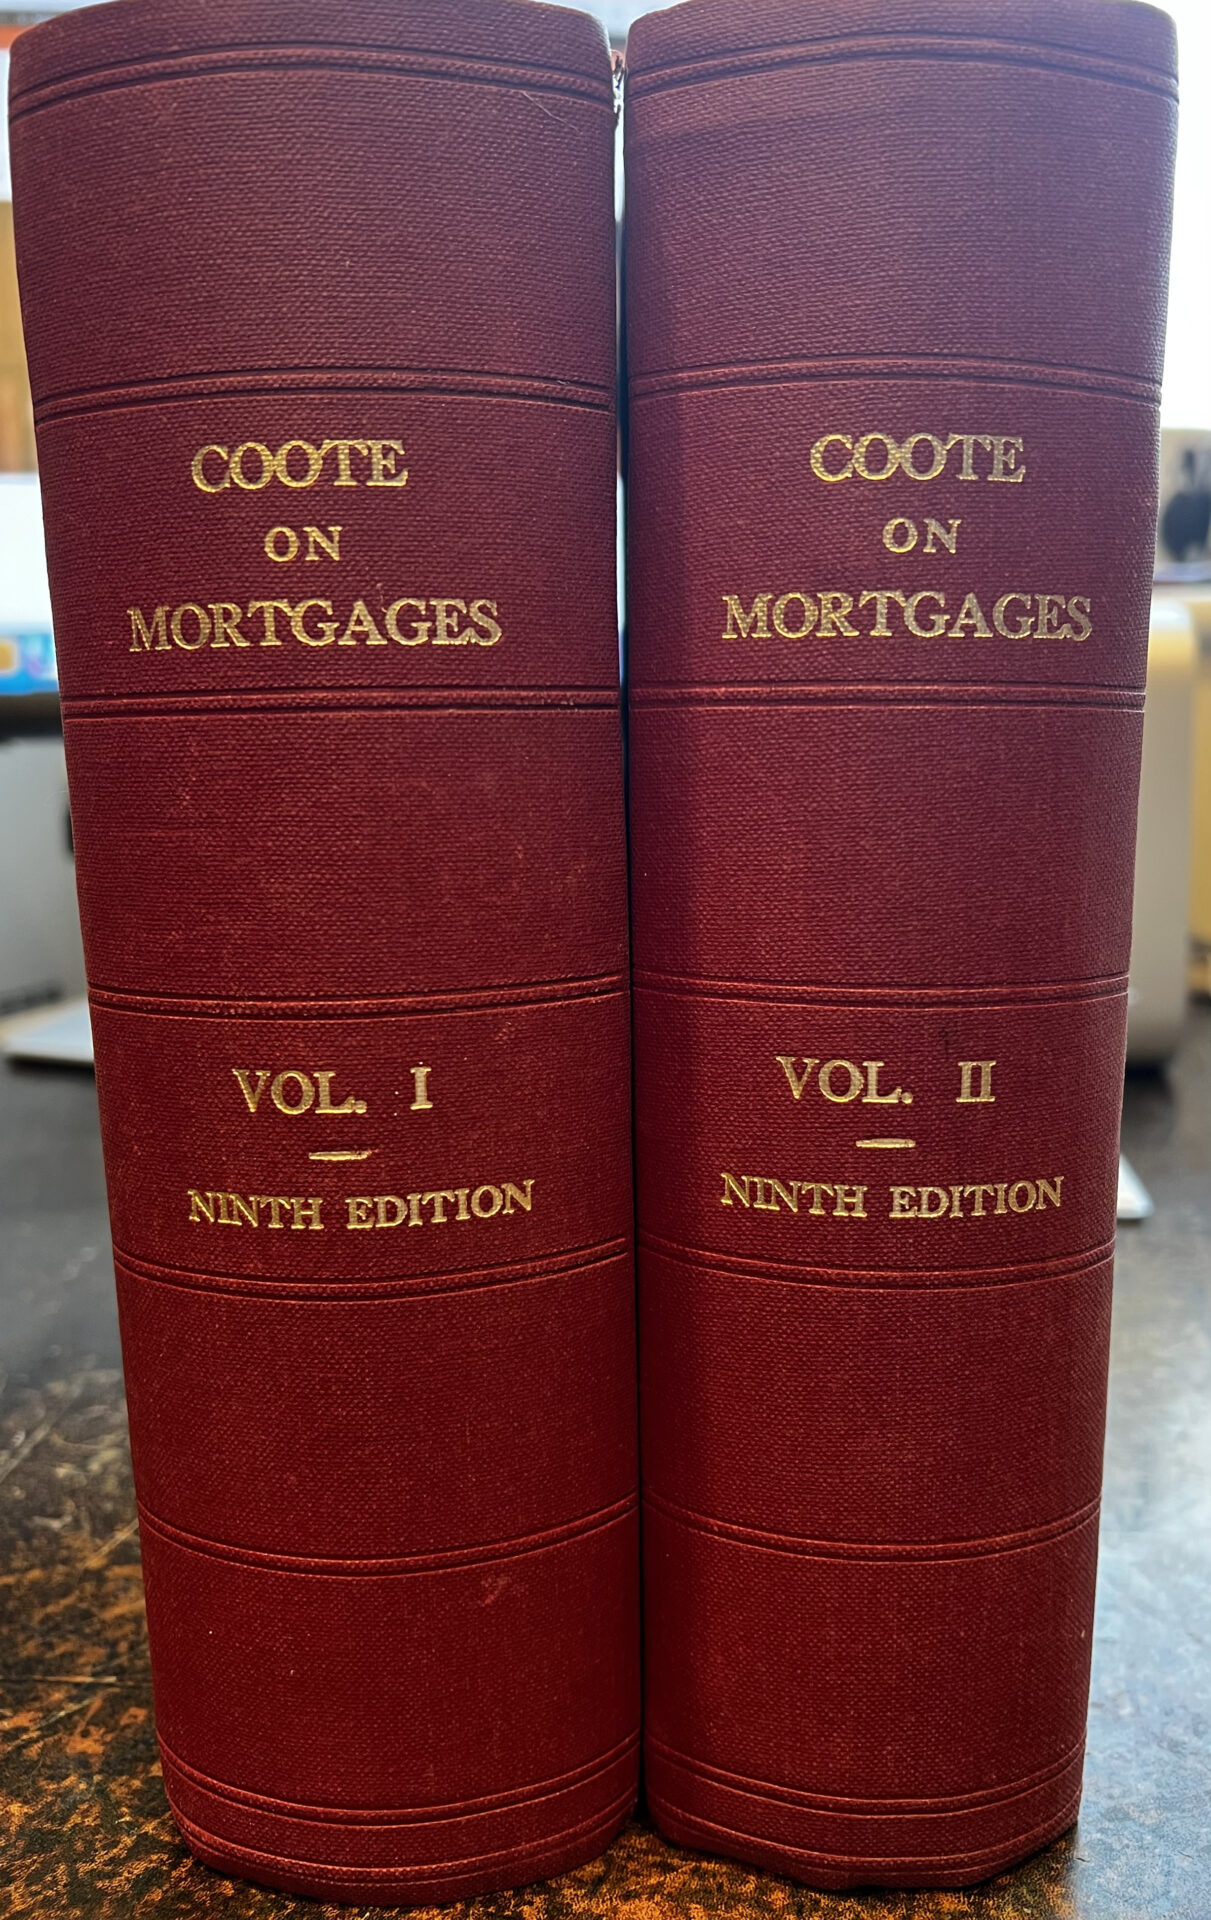 COOTE
ON
MORTGAGES
VOL. I
NINTH EDITION
COOTE
ON
MORTGAGES
VOL. II
NINTH EDITION